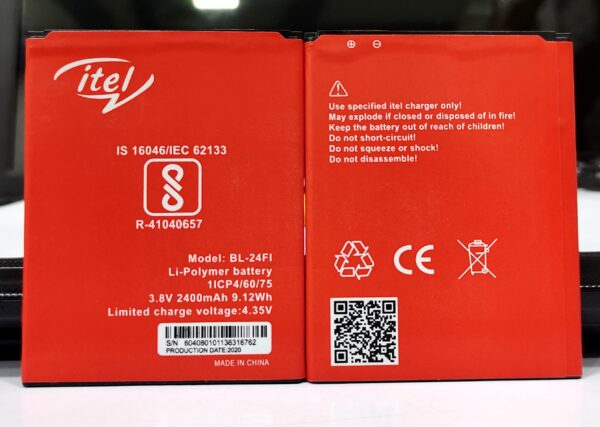 itel
IS 16046/IEC 62133
R-41040657
Model: BL-24FI
Li-Polymer battery
1ICP4/60/75
3.8V 2400mAh 9.12Wh
Limited charge voltage:4.35V
S/N 604080101136316762
PRODUCTION DATE:2020
MADE IN CHINA
Use specified itel charger only!
May explode if closed or disposed of in fire!
Keep the battery out of reach of children!
Do not short-circuit!
Do not squeeze or shock!
Do not disassemble!
CE